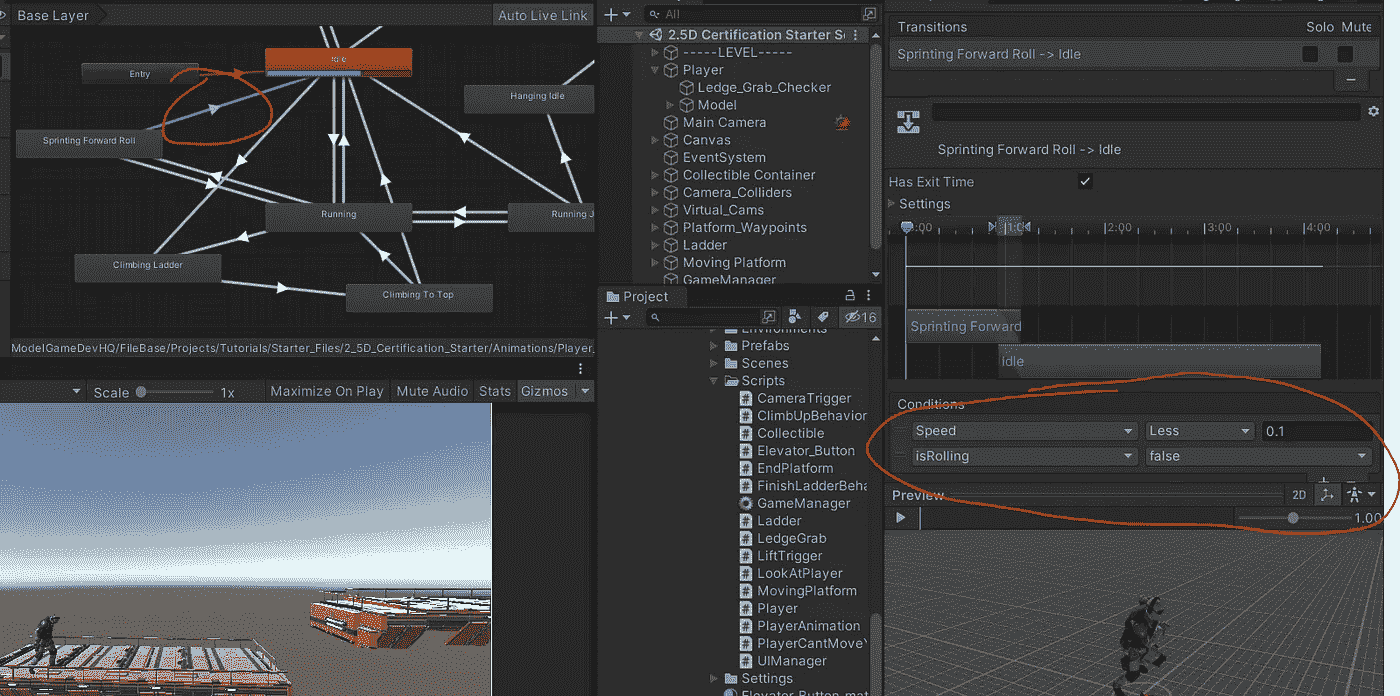 Base Layer
Auto Live Link
Entry
Hanging Idle
Sprinting Forward Roll
Running
Running J
Climbing Ladder
Climbing To Top
ModelGameDevHQ/FileBase/Projects/Tutorials/Starter_Files/2_5D_Certification_Starter/Animations/Player_
Scale 1x Maximize On Play Mute Audio Stats Gizmos
All
2.5D Certification Starter S
-----LEVEL-----
Player
Ledge_Grab_Checker
Model
Main Camera
Canvas
EventSystem
Collectible Container
Camera_Colliders
Virtual_Cams
Platform_Waypoints
Ladder
Moving Platform
GameManager
Project
16
Environments
Prefabs
Scenes
Scripts
CameraTrigger
ClimbUpBehavior
Collectible
Elevator_Button
EndPlatform
FinishLadderBeha
GameManager
Ladder
LedgeGrab
LiftTrigger
LookAtPlayer
MovingPlatform
Player
PlayerAnimation
PlayerCantMove
UIManager
Settings
Transitions Solo Mute
Sprinting Forward Roll -> Idle
Sprinting Forward Roll -> Idle
Has Exit Time
Settings
:00 1:0 2:00 3:00 4:00
Sprinting Forward
Idle
Conditions
Speed Less 0.1
isRolling false
Preview 2D
1.00